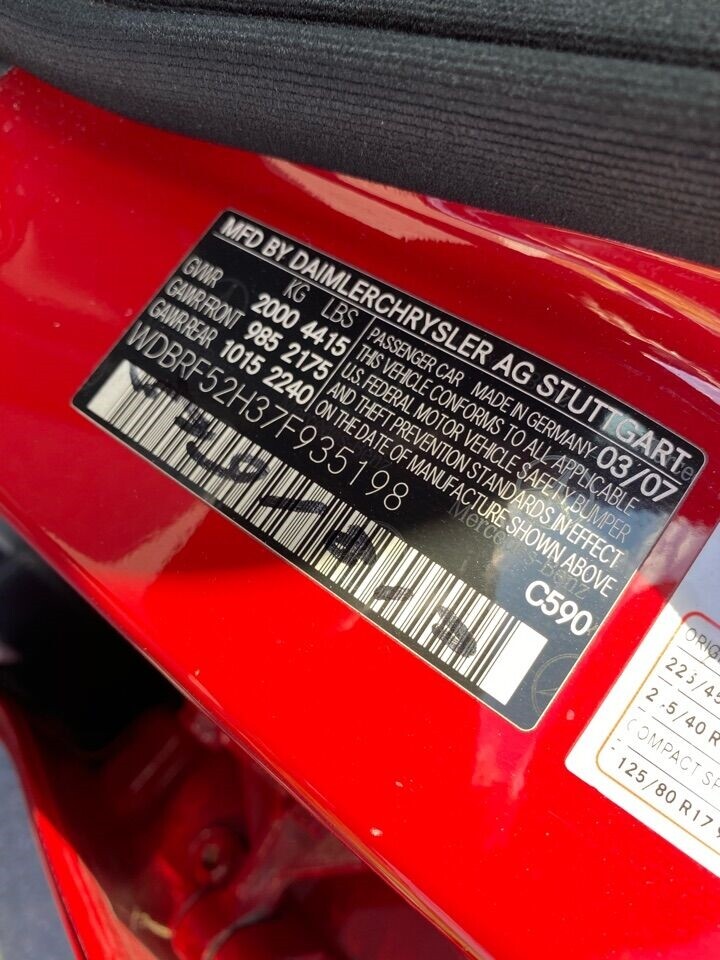 MFD BY DAIMLERCHRYSLER AG STUTTGART
KG LBS 03/07
GVWR 2000 4415
GAWR FRONT 985 2175
GAWR REAR 1015 2240
PASSENGER CAR MADE IN GERMANY
THIS VEHICLE CONFORMS TO ALL APPLICABLE
U.S. FEDERAL MOTOR VEHICLE SAFETY, BUMPER
AND THEFT PREVENTION STANDARDS IN EFFECT
ON THE DATE OF MANUFACTURE SHOWN ABOVE
WDBRF52H37F935198
C590
Mercedes-Benz
COMPACT
125/80 R17